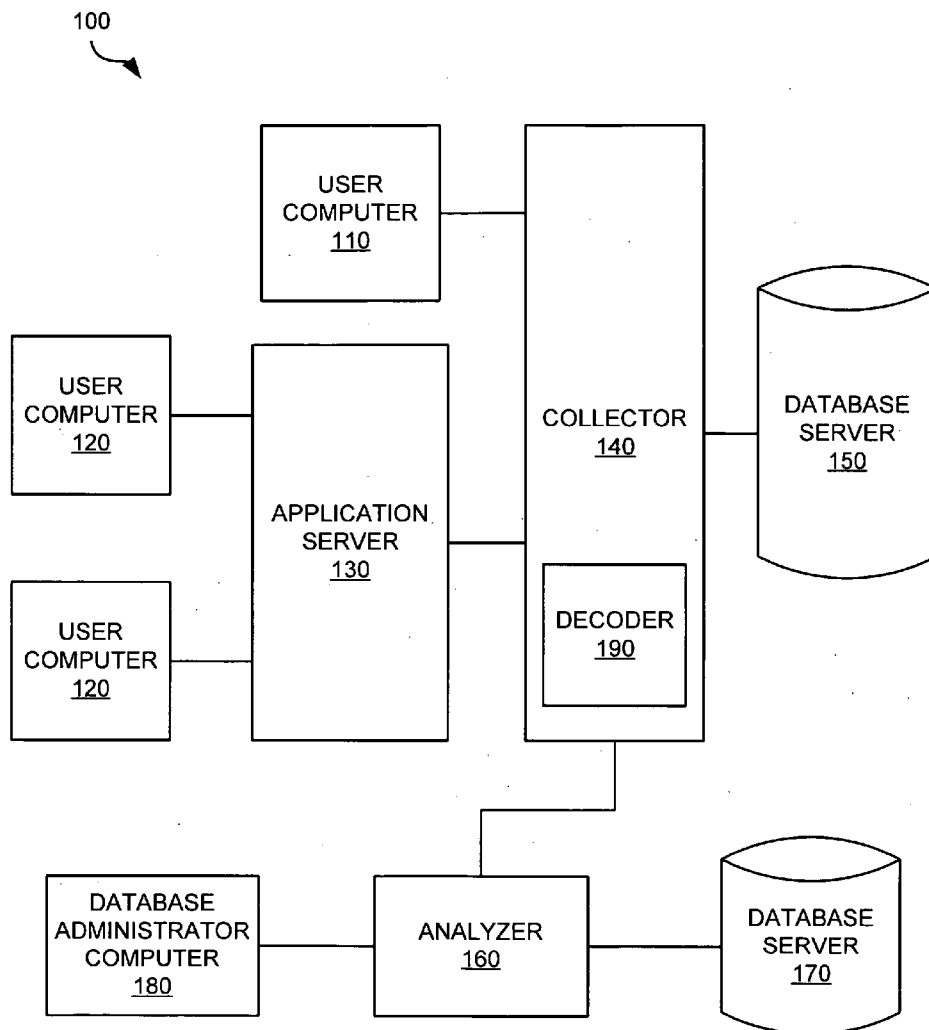 100
USER
COMPUTER
110
USER
COMPUTER
120
APPLICATION
SERVER
130
COLLECTOR
140
DATABASE
SERVER
150
DECODER
190
USER
COMPUTER
120
DATABASE
ADMINISTRATOR
COMPUTER
180
ANALYZER
160
DATABASE
SERVER
170